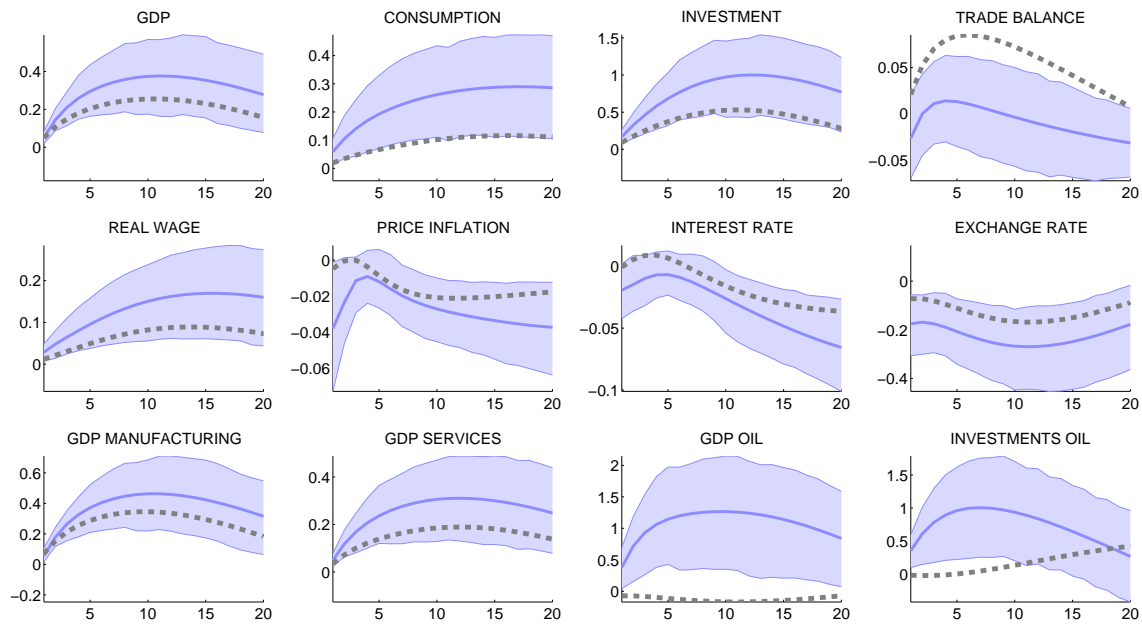 GDP CONSUMPTION INVESTMENT TRADE BALANCE
0.4 0.2 0
0.5 0.4 0.3 0.2 0.1 0
1.5 1 0.5 0
0.05 0 −0.05
5 10 15 20 5 10 15 20 5 10 15 20 5 10 15 20
REAL WAGE PRICE INFLATION INTEREST RATE EXCHANGE RATE
0.2 0.1 0
0 −0.02 −0.04 −0.06
0 −0.05 −0.1
0 −0.2 −0.4
5 10 15 20 5 10 15 20 5 10 15 20 5 10 15 20
GDP MANUFACTURING GDP SERVICES GDP OIL INVESTMENTS OIL
0.6 0.4 0.2 0 −0.2
0.4 0.2 0
2 1.5 1 0.5 0
1.5 1 0.5 0
5 10 15 20 5 10 15 20 5 10 15 20 5 10 15 20